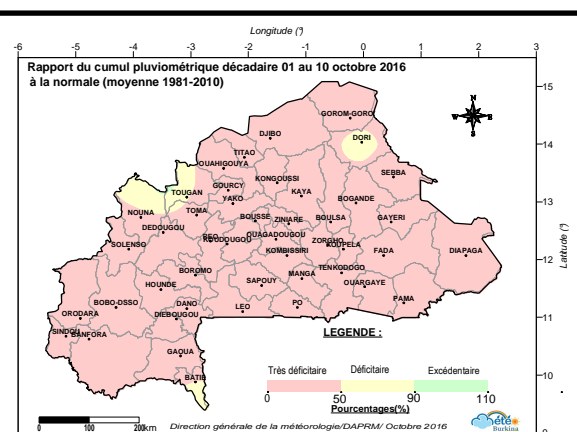 Longitude (°)
-6 -5 -4 -3 -2 -1 0 1 2 3
Rapport du cumul pluviométrique décadaire 01 au 10 octobre 2016
à la normale (moyenne 1981-2010)
-15
GOROM-GORO
N
W E
S
DJIBO
DORI
-14
TITAO
OUAHIGOUYA
KONGOUSSI
SEBBA
GOURCY
TOUGAN
YAKO
KAYA
BOGANDE
-13
NOUNA
TOMA
BOUSSE
ZINIARE
BOULSA
GAYERI
DEDOUGOU
SOLENSO
REO
KOUDOUGOU
OUAGADOUGOU
ZORGHO
KOUPELA
KOMBISSIRI
FADA
DIAPAGA
-12
Latitude (°)
BOROMO
TENKODOGO
MANGA
HOUNDE
SAPOUY
OUARGAYE
BOBO-DSSO
DANO
LEO
PO
PAMA
ORODARA
DIEBOUGOU
-11
SINDOU
BANFORA
LEGENDE :
GAOUA
Très déficitaire
Déficitaire
Excédentaire
BATIE
-10
0 50 90 110
Pourcentages(%)
0 100 200km
Direction générale de la météorologie/DAPRM/ Octobre 2016
météo
Burkina
-9